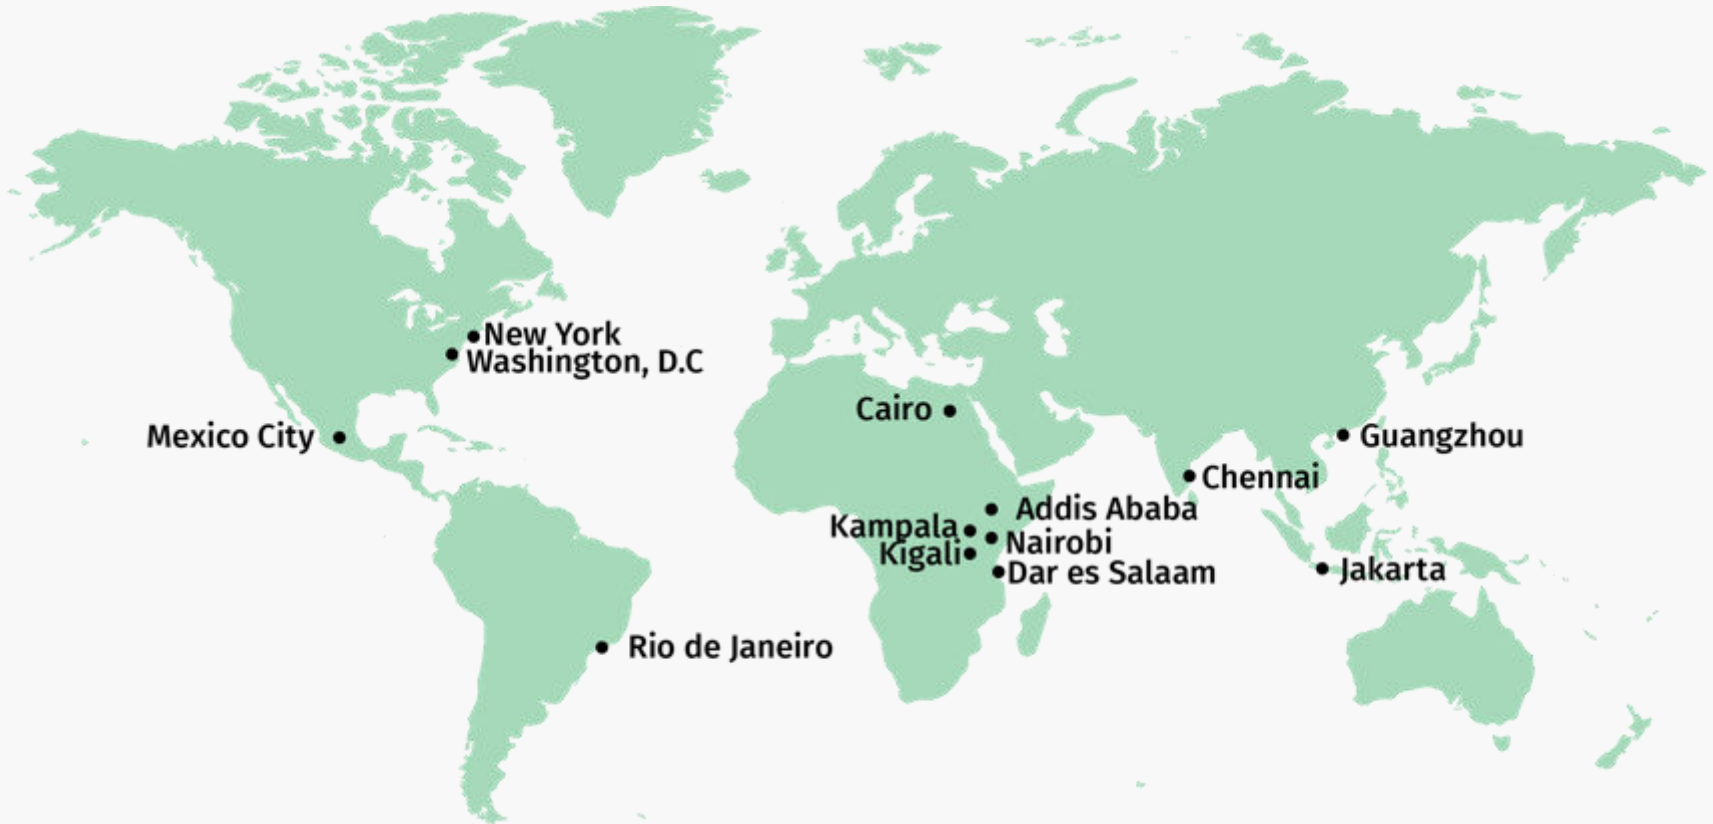 New York
Washington, D.C
Cairo
Mexico City
Guangzhou
Chennai
Addis Ababa
Kampala
Nairobi
Kigali
Dar es Salaam
Jakarta
Rio de Janeiro